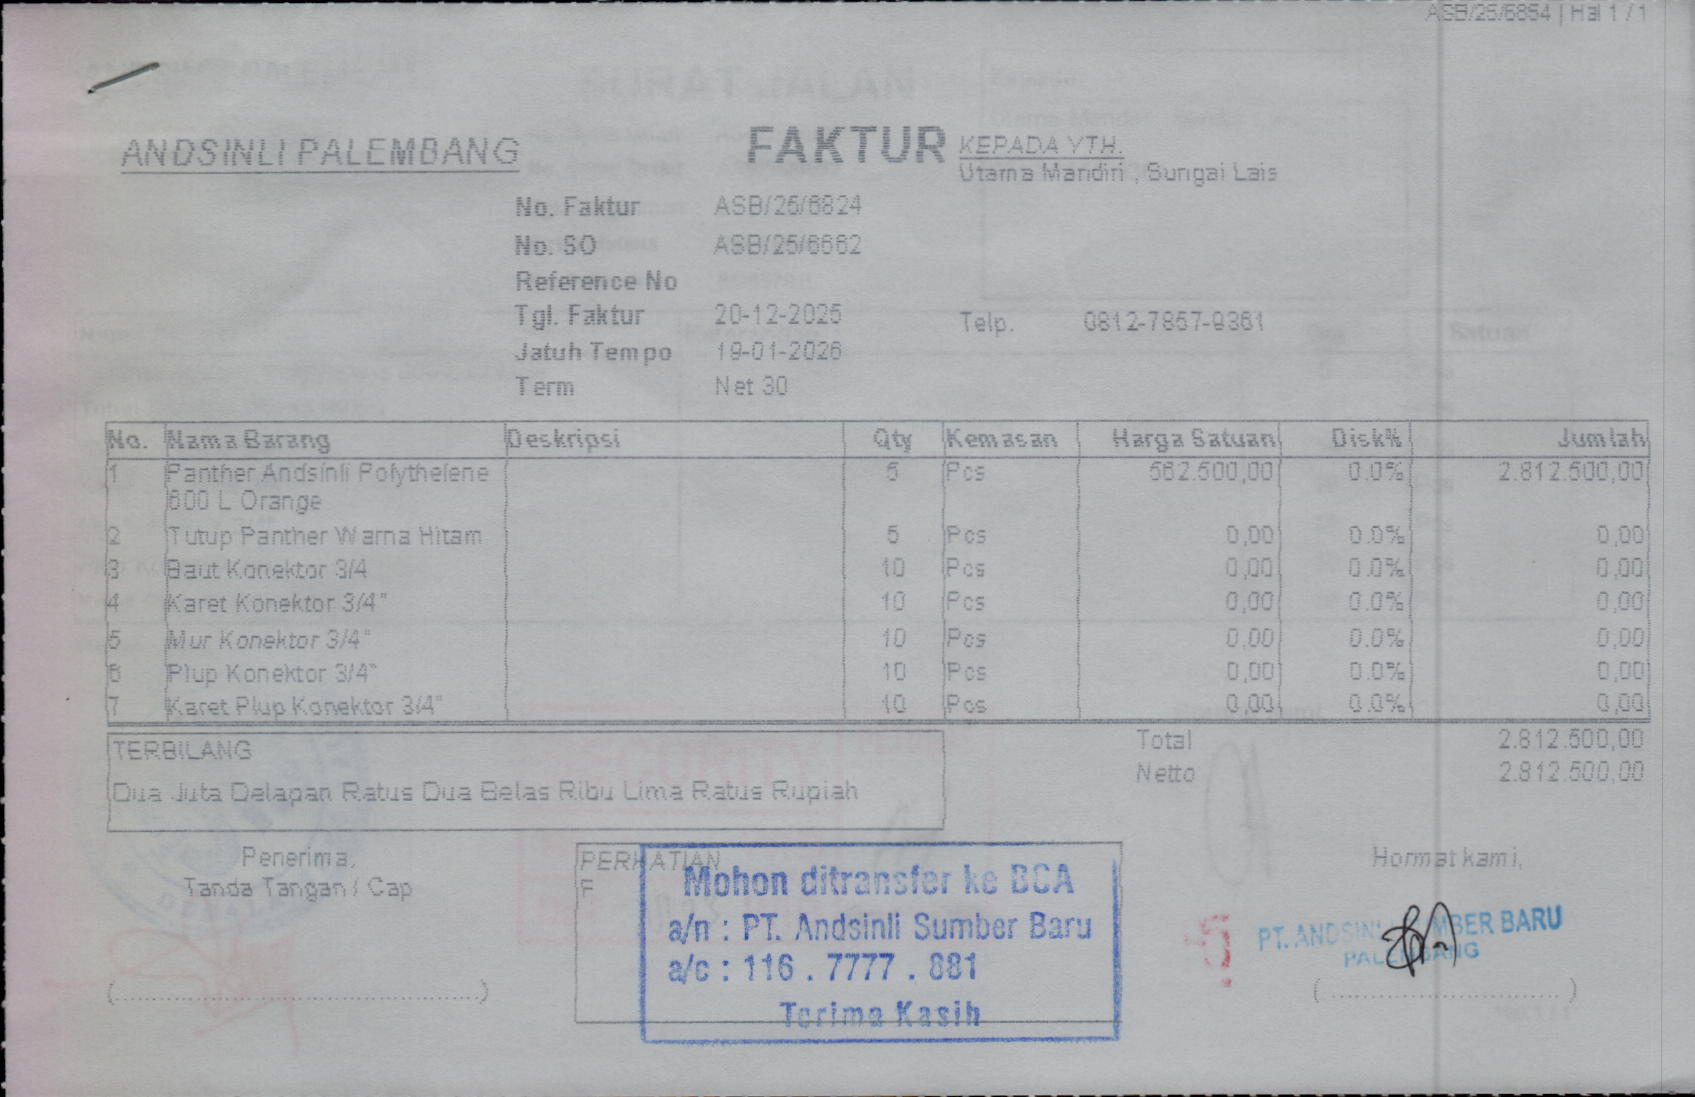 ASB/25/6854 | Hal 1 / 1
ANDSINLI PALEMBANG
FAKTUR
KEPADA YTH.
Utama Mandiri , Sungai Lais
No. Faktur ASB/25/6824
No. SO ASB/25/6662
Reference No
Tgl. Faktur 20-12-2025
Telp. 0812-7857-9361
Jatuh Tempo 19-01-2026
Term Net 30
No. Nama Barang Deskripsi Qty Kemasan Harga Satuan Disk% Jumlah
1 Panther Andsinli Polythelene 5 Pcs 562.500,00 0.0% 2.812.500,00
600 L Orange
2 Tutup Panther Warna Hitam 5 Pcs 0,00 0.0% 0,00
3 Baut Konektor 3/4 10 Pcs 0,00 0.0% 0,00
4 Karet Konektor 3/4" 10 Pcs 0,00 0.0% 0,00
5 Mur Konektor 3/4" 10 Pcs 0,00 0.0% 0,00
6 Plup Konektor 3/4" 10 Pcs 0,00 0.0% 0,00
7 Karet Plup Konektor 3/4" 10 Pcs 0,00 0.0% 0,00
TERBILANG
Dua Juta Delapan Ratus Dua Belas Ribu Lima Ratus Rupiah
Total 2.812.500,00
Netto 2.812.500,00
Penerima,
Tanda Tangan / Cap
PERHATIAN
F
Mohon ditransfer ke BCA
a/n : PT. Andsinli Sumber Baru
a/c : 116 . 7777 . 881
Terima Kasih
Hormat kami,
PT. ANDSINLI SUMBER BARU
PALEMBANG